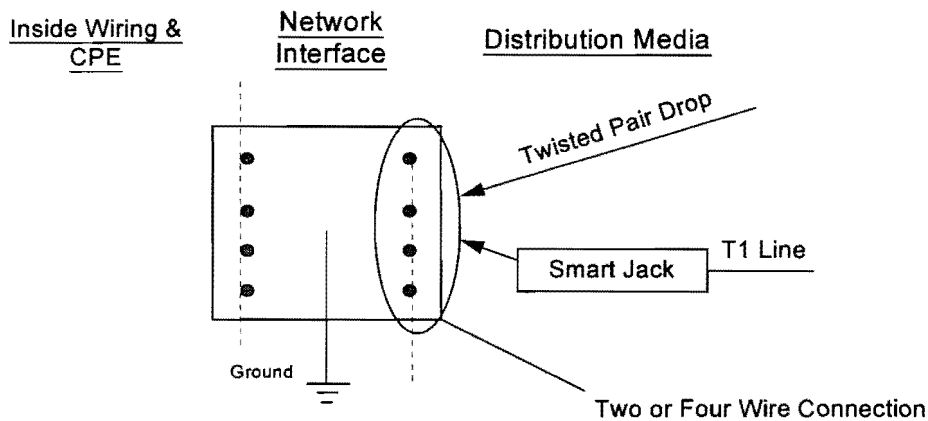 Inside Wiring &
CPE
Network
Interface
Distribution Media
Twisted Pair Drop
Smart Jack
T1 Line
Ground
Two or Four Wire Connection